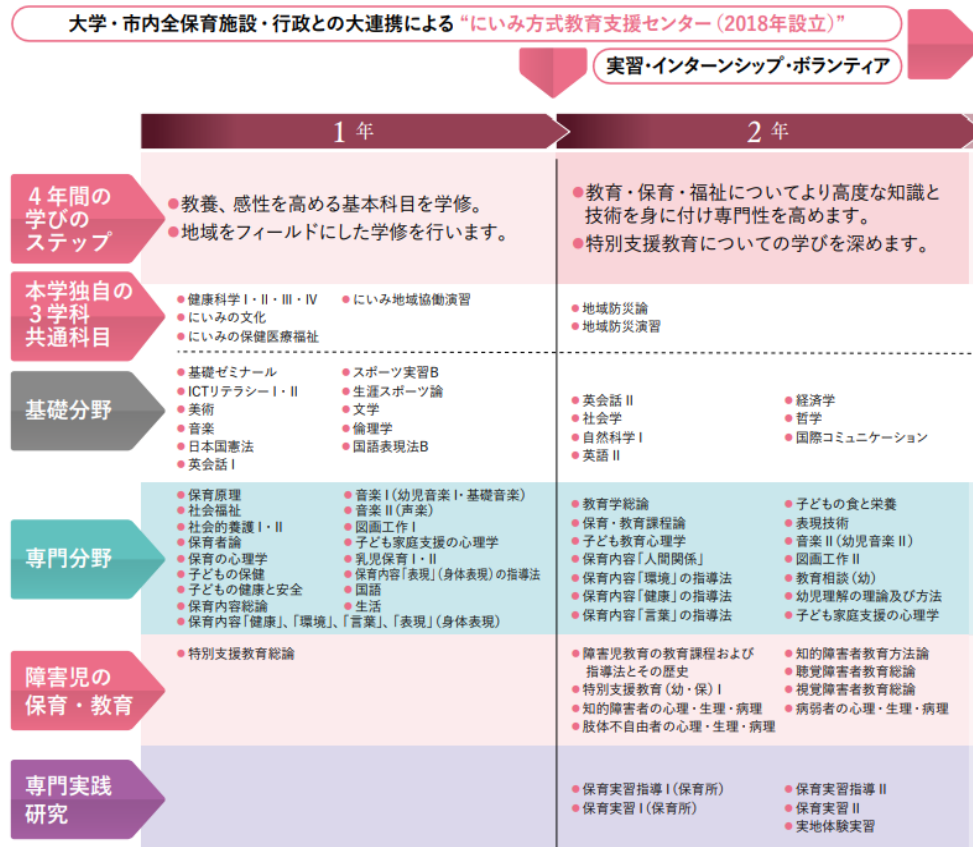 大学・市内全保育施設・行政との大連携による “にいみ方式教育支援センター（2018年設立）”
実習・インターンシップ・ボランティア
1 年
2 年
4年間の
学びの
ステップ
●教養、感性を高める基本科目を学修。
●地域をフィールドにした学修を行います。
●教育・保育・福祉についてより高度な知識と
技術を身に付け専門性を高めます。
●特別支援教育についての学びを深めます。
本学独自の
3学科
共通科目
●健康科学Ⅰ・Ⅱ・Ⅲ・Ⅳ
●にいみの文化
●にいみの保健医療福祉
●にいみ地域協働演習
●地域防災論
●地域防災演習
基礎分野
●基礎ゼミナール
●ICTリテラシーⅠ・Ⅱ
●美術
●音楽
●日本国憲法
●英会話Ⅰ
●スポーツ実習B
●生涯スポーツ論
●文学
●倫理学
●国語表現法B
●英会話Ⅱ
●社会学
●自然科学Ⅰ
●英語Ⅱ
●経済学
●哲学
●国際コミュニケーション
専門分野
●保育原理
●社会福祉
●社会的養護Ⅰ・Ⅱ
●保育者論
●保育の心理学
●子どもの保健
●子どもの健康と安全
●保育内容総論
●保育内容「健康」、「環境」、「言葉」、「表現」（身体表現）
●音楽Ⅰ（幼児音楽Ⅰ・基礎音楽）
●音楽Ⅱ（声楽）
●図画工作Ⅰ
●子ども家庭支援の心理学
●乳児保育Ⅰ・Ⅱ
●保育内容「表現」（身体表現）の指導法
●国語
●生活
●教育学総論
●保育・教育課程論
●子ども教育心理学
●保育内容「人間関係」
●保育内容「環境」の指導法
●保育内容「健康」の指導法
●保育内容「言葉」の指導法
●子どもの食と栄養
●表現技術
●音楽Ⅱ（幼児音楽Ⅱ）
●図画工作Ⅱ
●教育相談（幼）
●幼児理解の理論及び方法
●子ども家庭支援の心理学
障害児の
保育・教育
●特別支援教育総論
●障害児教育の教育課程および
指導法とその歴史
●特別支援教育（幼・保）Ⅰ
●知的障害者の心理・生理・病理
●肢体不自由者の心理・生理・病理
●知的障害者教育方法論
●聴覚障害者教育総論
●視覚障害者教育総論
●病弱者の心理・生理・病理
専門実践
研究
●保育実習指導Ⅰ（保育所）
●保育実習Ⅰ（保育所）
●保育実習指導Ⅱ
●保育実習Ⅱ
●実地体験実習